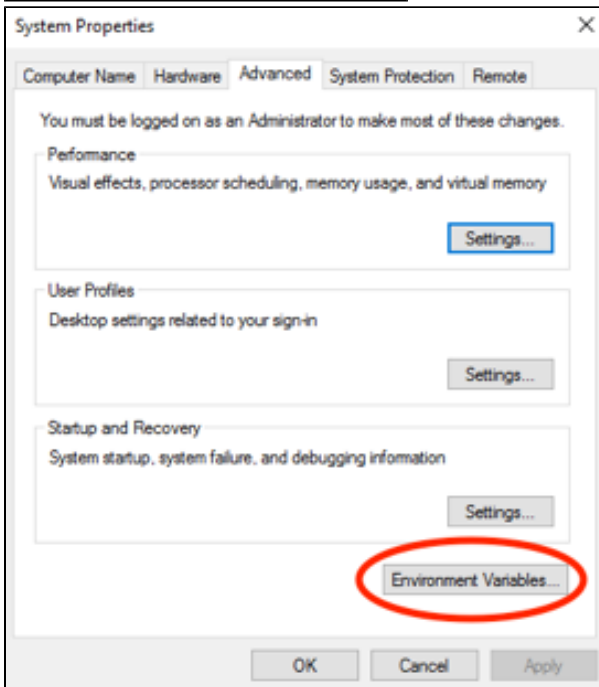 System Properties
Computer Name Hardware Advanced System Protection Remote
You must be logged on as an Administrator to make most of these changes.
Performance
Visual effects, processor scheduling, memory usage, and virtual memory
Settings...
User Profiles
Desktop settings related to your sign-in
Settings...
Startup and Recovery
System startup, system failure, and debugging information
Settings...
Environment Variables...
OK Cancel Apply